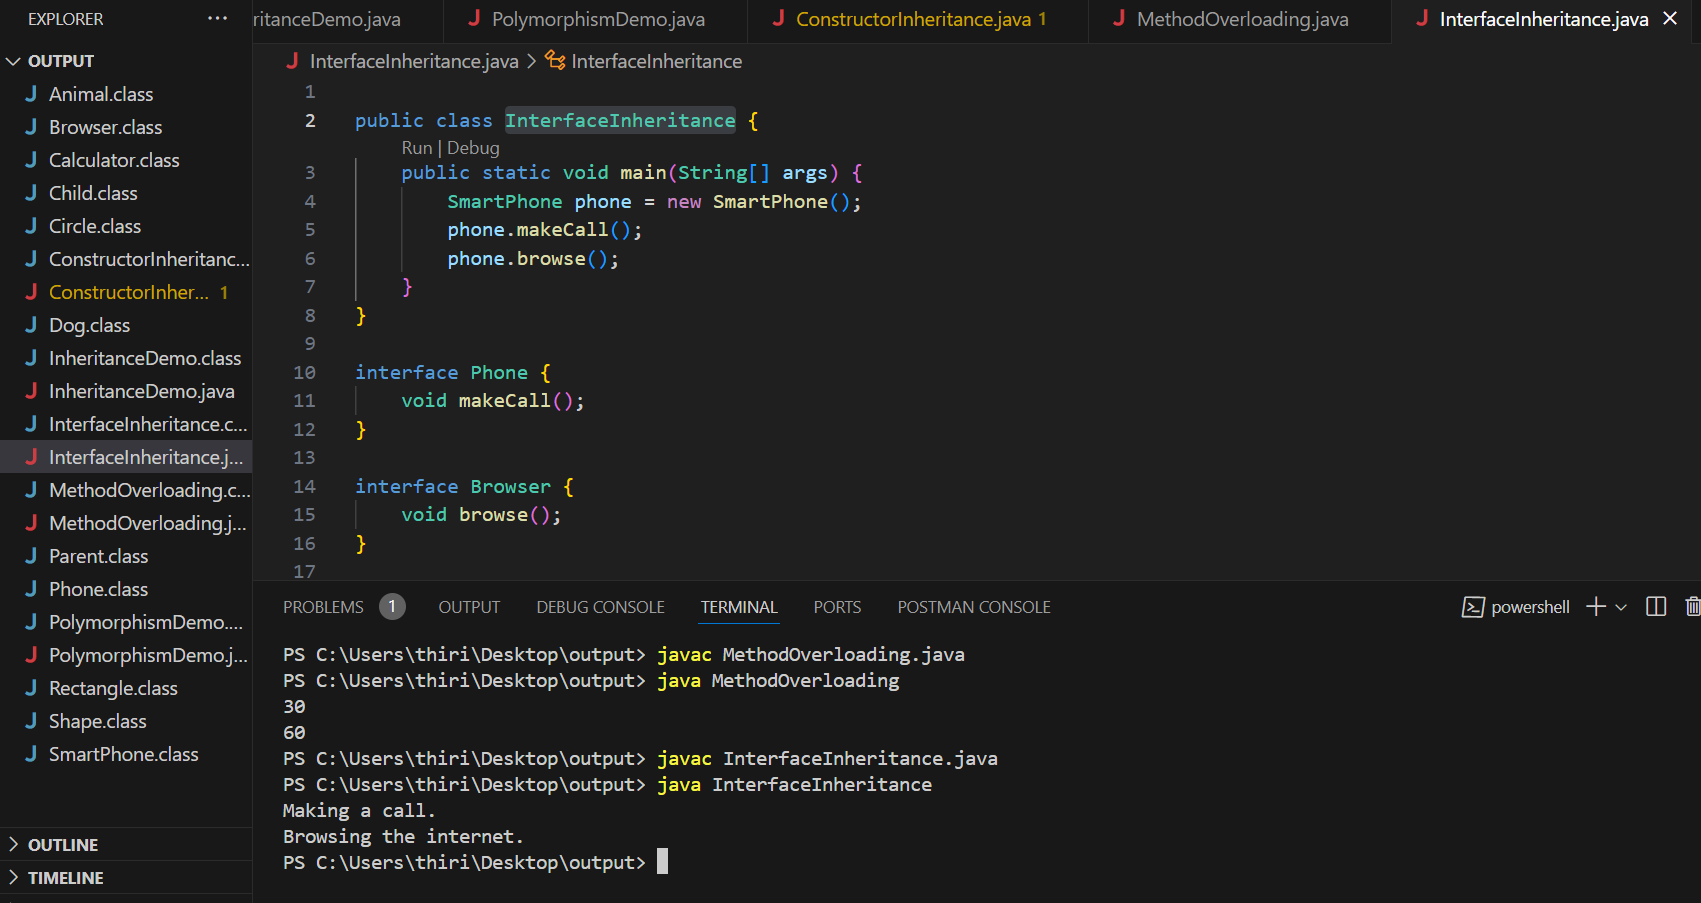 EXPLORER ···
OUTPUT
Animal.class
Browser.class
Calculator.class
Child.class
Circle.class
ConstructorInheritanc...
ConstructorInher... 1
Dog.class
InheritanceDemo.class
InheritanceDemo.java
InterfaceInheritance.c...
InterfaceInheritance.j...
MethodOverloading.c...
MethodOverloading.j...
Parent.class
Phone.class
PolymorphismDemo....
PolymorphismDemo.j...
Rectangle.class
Shape.class
SmartPhone.class
OUTLINE
TIMELINE
ritanceDemo.java PolymorphismDemo.java ConstructorInheritance.java 1 MethodOverloading.java InterfaceInheritance.java
InterfaceInheritance.java > InterfaceInheritance
1
2 public class InterfaceInheritance {
Run | Debug
3 public static void main(String[] args) {
4 SmartPhone phone = new SmartPhone();
5 phone.makeCall();
6 phone.browse();
7 }
8 }
9
10 interface Phone {
11 void makeCall();
12 }
13
14 interface Browser {
15 void browse();
16 }
17
PROBLEMS 1 OUTPUT DEBUG CONSOLE TERMINAL PORTS POSTMAN CONSOLE powershell
PS C:\Users\thiri\Desktop\output> javac MethodOverloading.java
PS C:\Users\thiri\Desktop\output> java MethodOverloading
30
60
PS C:\Users\thiri\Desktop\output> javac InterfaceInheritance.java
PS C:\Users\thiri\Desktop\output> java InterfaceInheritance
Making a call.
Browsing the internet.
PS C:\Users\thiri\Desktop\output>